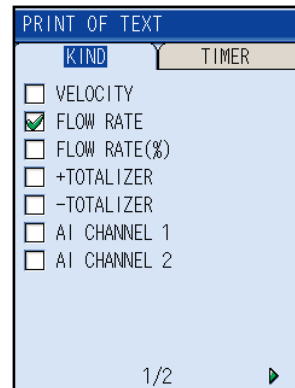 PRINT OF TEXT
KIND TIMER
VELOCITY
FLOW RATE
FLOW RATE(%)
+TOTALIZER
-TOTALIZER
AI CHANNEL 1
AI CHANNEL 2
1/2